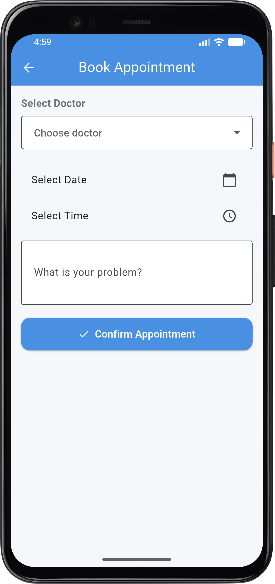 4:59
Book Appointment
Select Doctor
Choose doctor
Select Date
Select Time
What is your problem?
Confirm Appointment